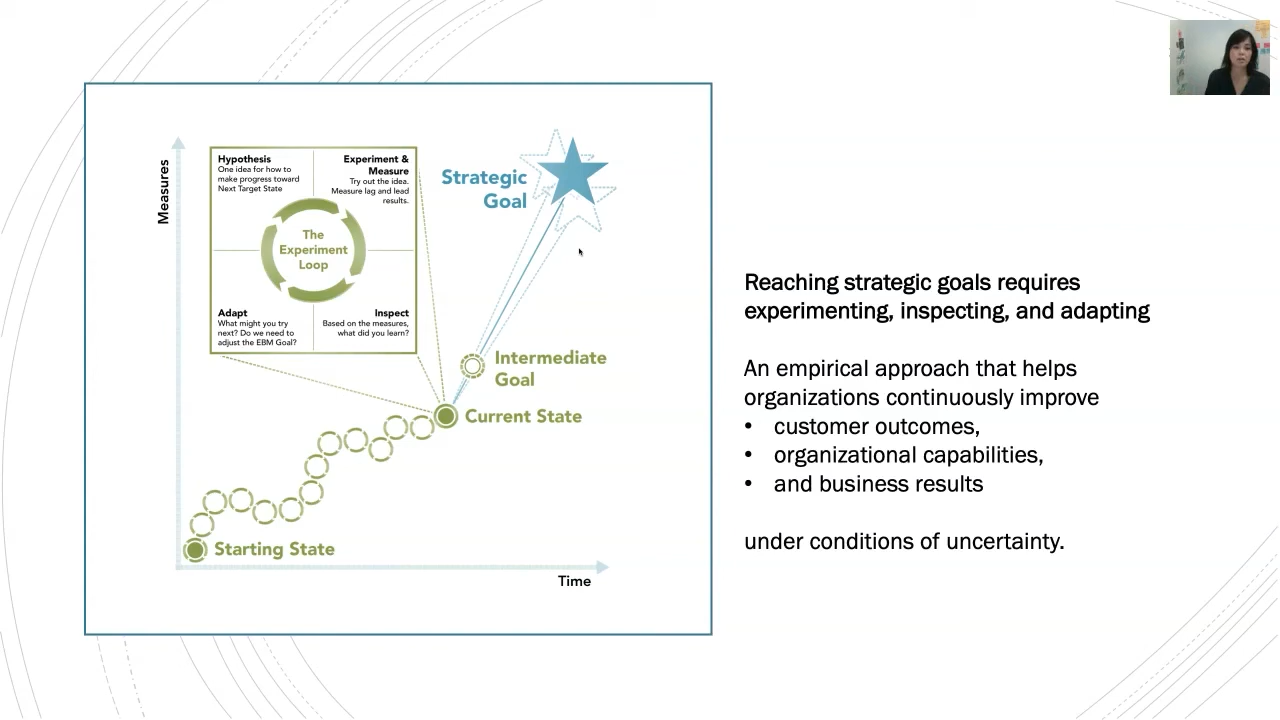 Measures
Hypothesis
One idea for how to
make progress toward
Next Target State
Experiment &
Measure
Try out the idea.
Measure lag and lead
results.
The
Experiment
Loop
Adapt
What might you try
next? Do we need to
adjust the EBM Goal?
Inspect
Based on the measures,
what did you learn?
Strategic
Goal
Intermediate
Goal
Current State
Starting State
Time
Reaching strategic goals requires
experimenting, inspecting, and adapting
An empirical approach that helps
organizations continuously improve
• customer outcomes,
• organizational capabilities,
• and business results
under conditions of uncertainty.